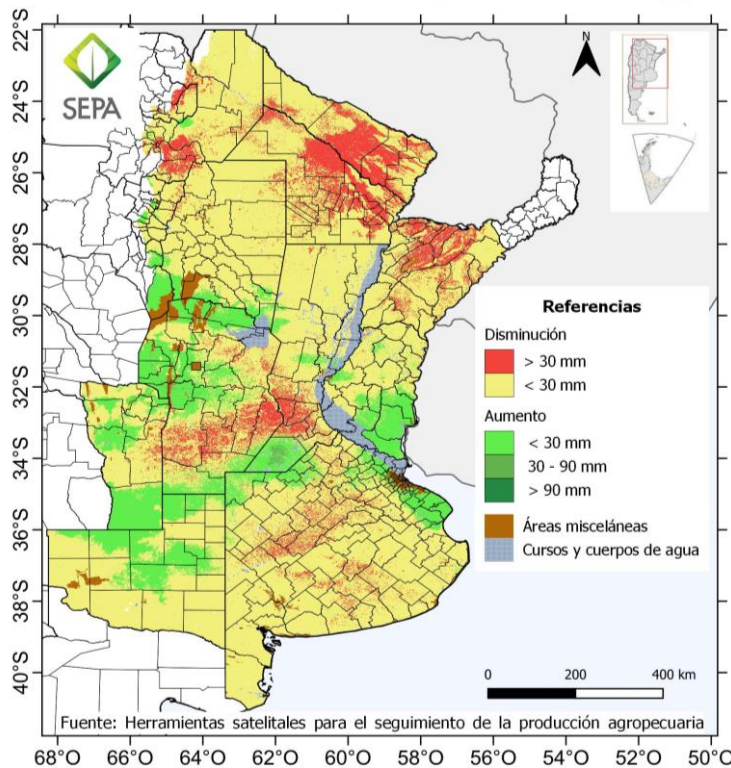 22°S
24°S
26°S
28°S
30°S
32°S
34°S
36°S
38°S
40°S
SEPA
N
Referencias
Disminución
> 30 mm
< 30 mm
Aumento
< 30 mm
30 - 90 mm
> 90 mm
Áreas misceláneas
Cursos y cuerpos de agua
0 200 400 km
Fuente: Herramientas satelitales para el seguimiento de la producción agropecuaria
68°O 66°O 64°O 62°O 60°O 58°O 56°O 54°O 52°O 50°O